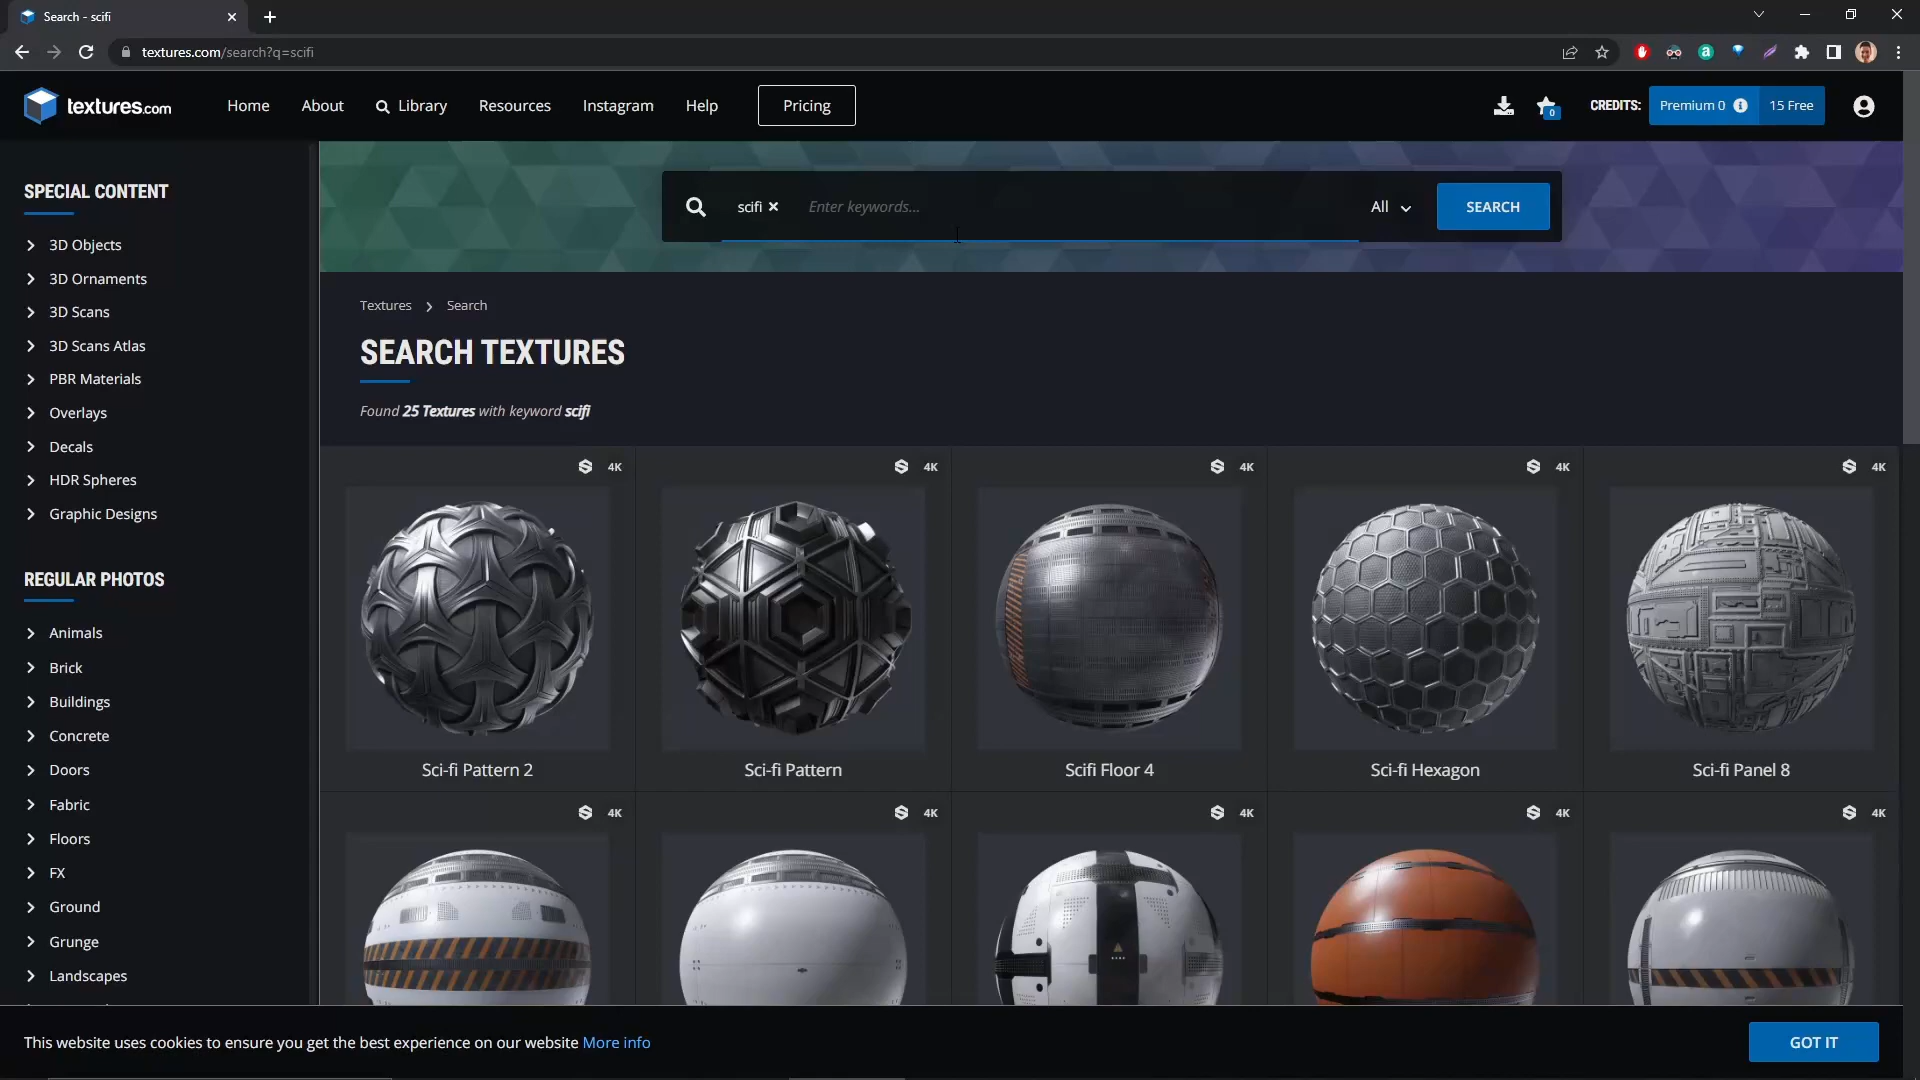 Search - scifi
textures.com/search?q=scifi
textures.com
Home
About
Library
Resources
Instagram
Help
Pricing
0
CREDITS:
Premium 0
15 Free
SPECIAL CONTENT
3D Objects
3D Ornaments
3D Scans
3D Scans Atlas
PBR Materials
Overlays
Decals
HDR Spheres
Graphic Designs
REGULAR PHOTOS
Animals
Brick
Buildings
Concrete
Doors
Fabric
Floors
FX
Ground
Grunge
Landscapes
scifi
Enter keywords...
All
SEARCH
Textures
Search
SEARCH TEXTURES
Found 25 Textures with keyword scifi
4K
4K
4K
4K
4K
Sci-fi Pattern 2
Sci-fi Pattern
Scifi Floor 4
Sci-fi Hexagon
Sci-fi Panel 8
4K
4K
4K
4K
4K
This website uses cookies to ensure you get the best experience on our website More info
GOT IT